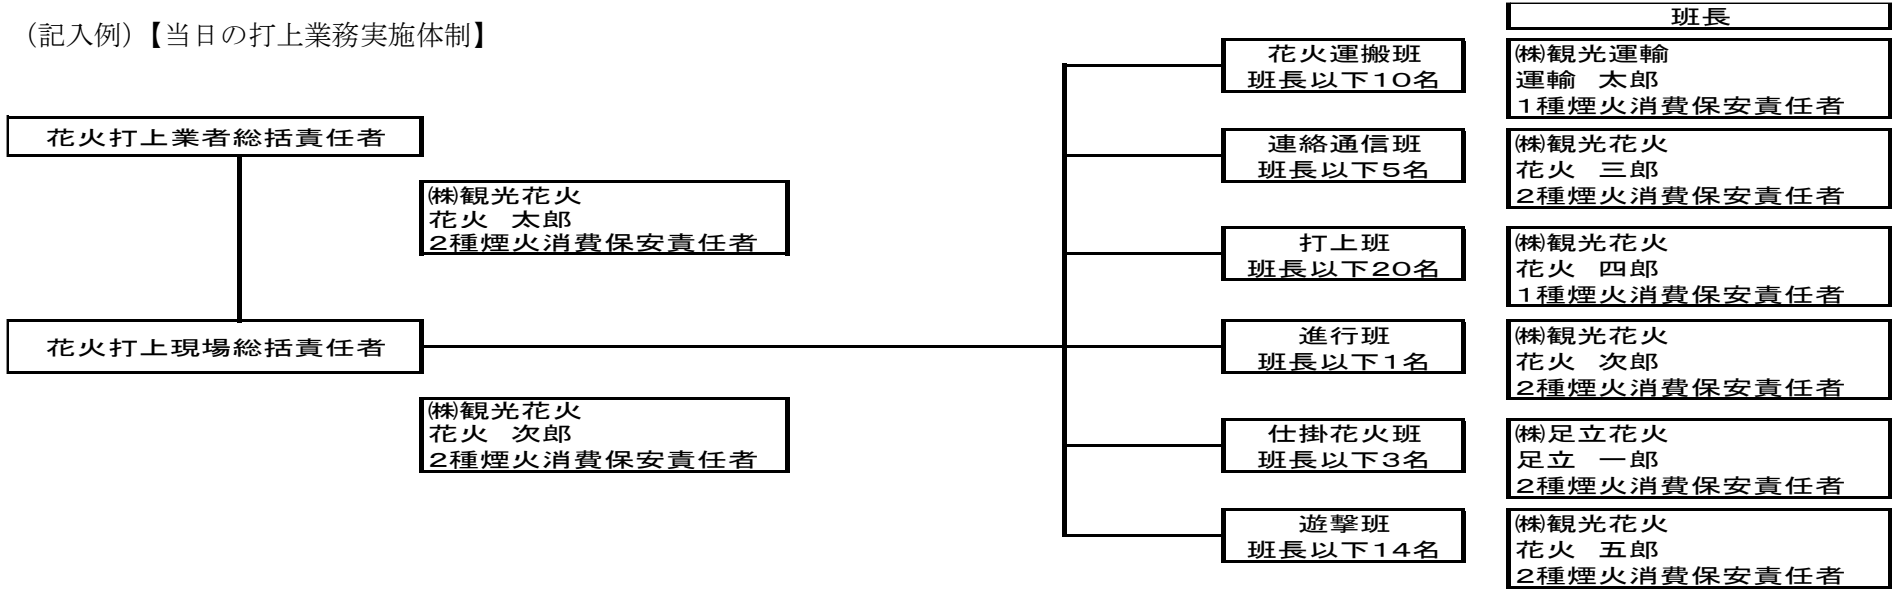 （記入例）【当日の打上業務実施体制】
花火打上業者総括責任者
㈱観光花火
花火　太郎
2種煙火消費保安責任者
花火打上現場総括責任者
㈱観光花火
花火　次郎
2種煙火消費保安責任者
班長
花火運搬班
班長以下10名
㈱観光運輸
運輸　太郎
1種煙火消費保安責任者
連絡通信班
班長以下5名
㈱観光花火
花火　三郎
2種煙火消費保安責任者
打上班
班長以下20名
㈱観光花火
花火　四郎
1種煙火消費保安責任者
進行班
班長以下1名
㈱観光花火
花火　次郎
2種煙火消費保安責任者
仕掛花火班
班長以下3名
㈱足立花火
足立　一郎
2種煙火消費保安責任者
遊撃班
班長以下14名
㈱観光花火
花火　五郎
2種煙火消費保安責任者